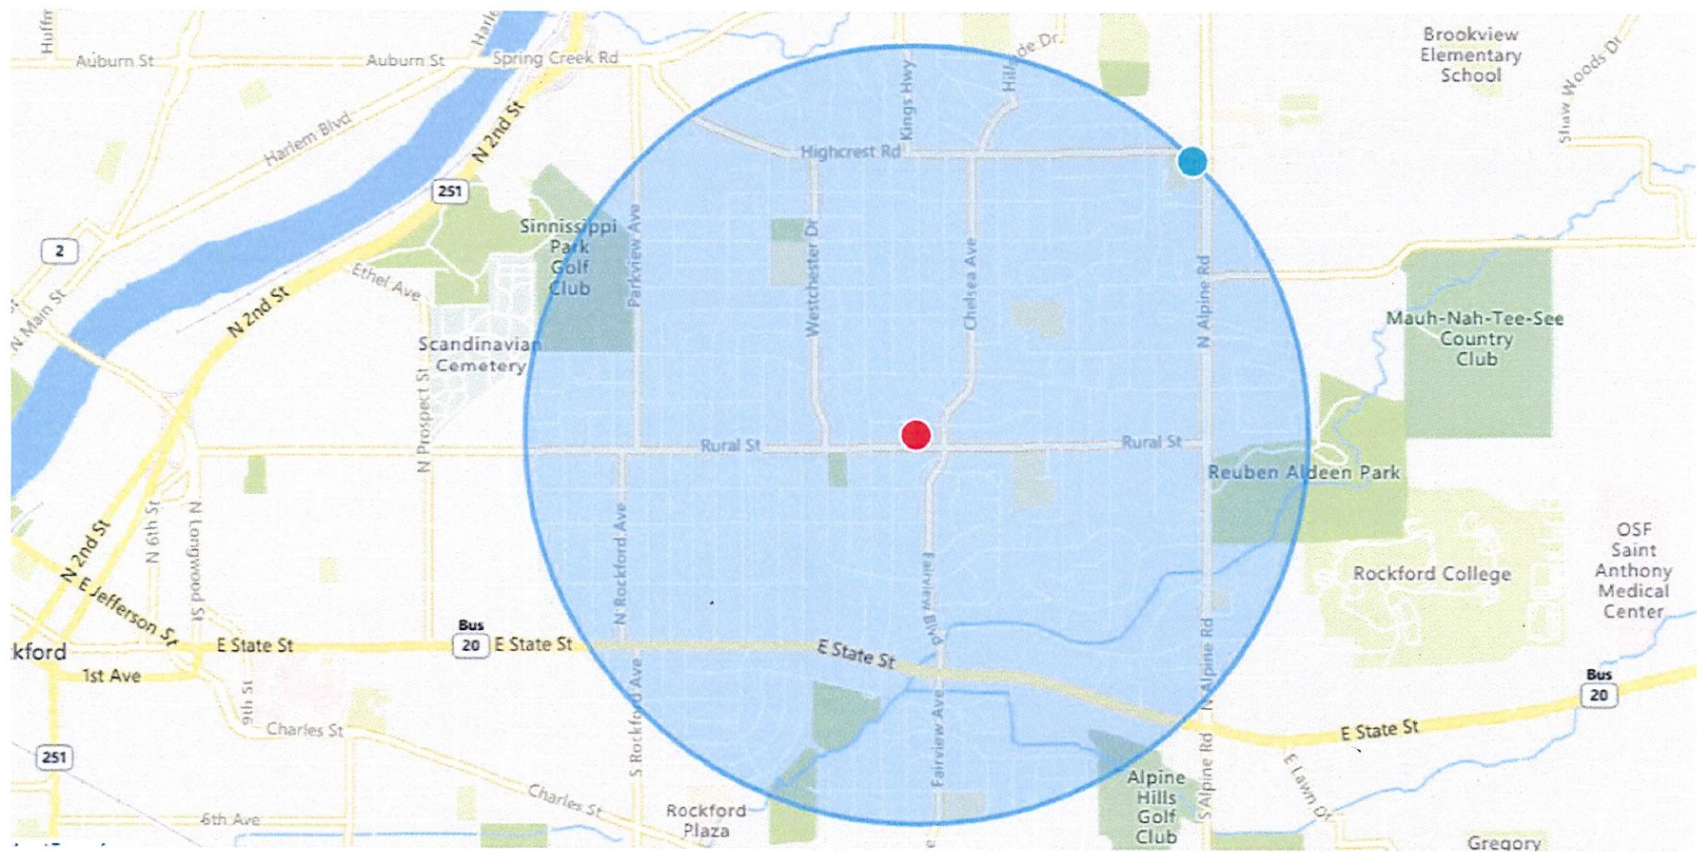 Auburn St
Auburn St
Spring Creek Rd
Harlem Blvd
N 2nd St
251
2
N Main St
N 2nd St
Ethel Ave
Sinnissippi
Park
Golf
Club
Scandinavian
Cemetery
N Prospect St
Parkview Ave
Westchester Dr
Highcrest Rd
Kings Hwy
Chelsea Ave
N Alpine Rd
Brookview
Elementary
School
Shaw Woods Dr
Mauh-Nah-Tee-See
Country
Club
Rural St
Rural St
Reuben Aldeen Park
Rockford College
OSF
Saint
Anthony
Medical
Center
N 2nd St
N 6th St
N Longwood St
E Jefferson St
N Rockford Ave
Fairview Blvd
N Alpine Rd
kford
1st Ave
E State St
Bus
20
E State St
E State St
Bus
20
E State St
9th St
Charles St
251
S Rockford Ave
Fairview Ave
S Alpine Rd
E Lawn Dr
Charles St
6th Ave
Rockford
Plaza
Alpine
Hills
Golf
Club
Gregory